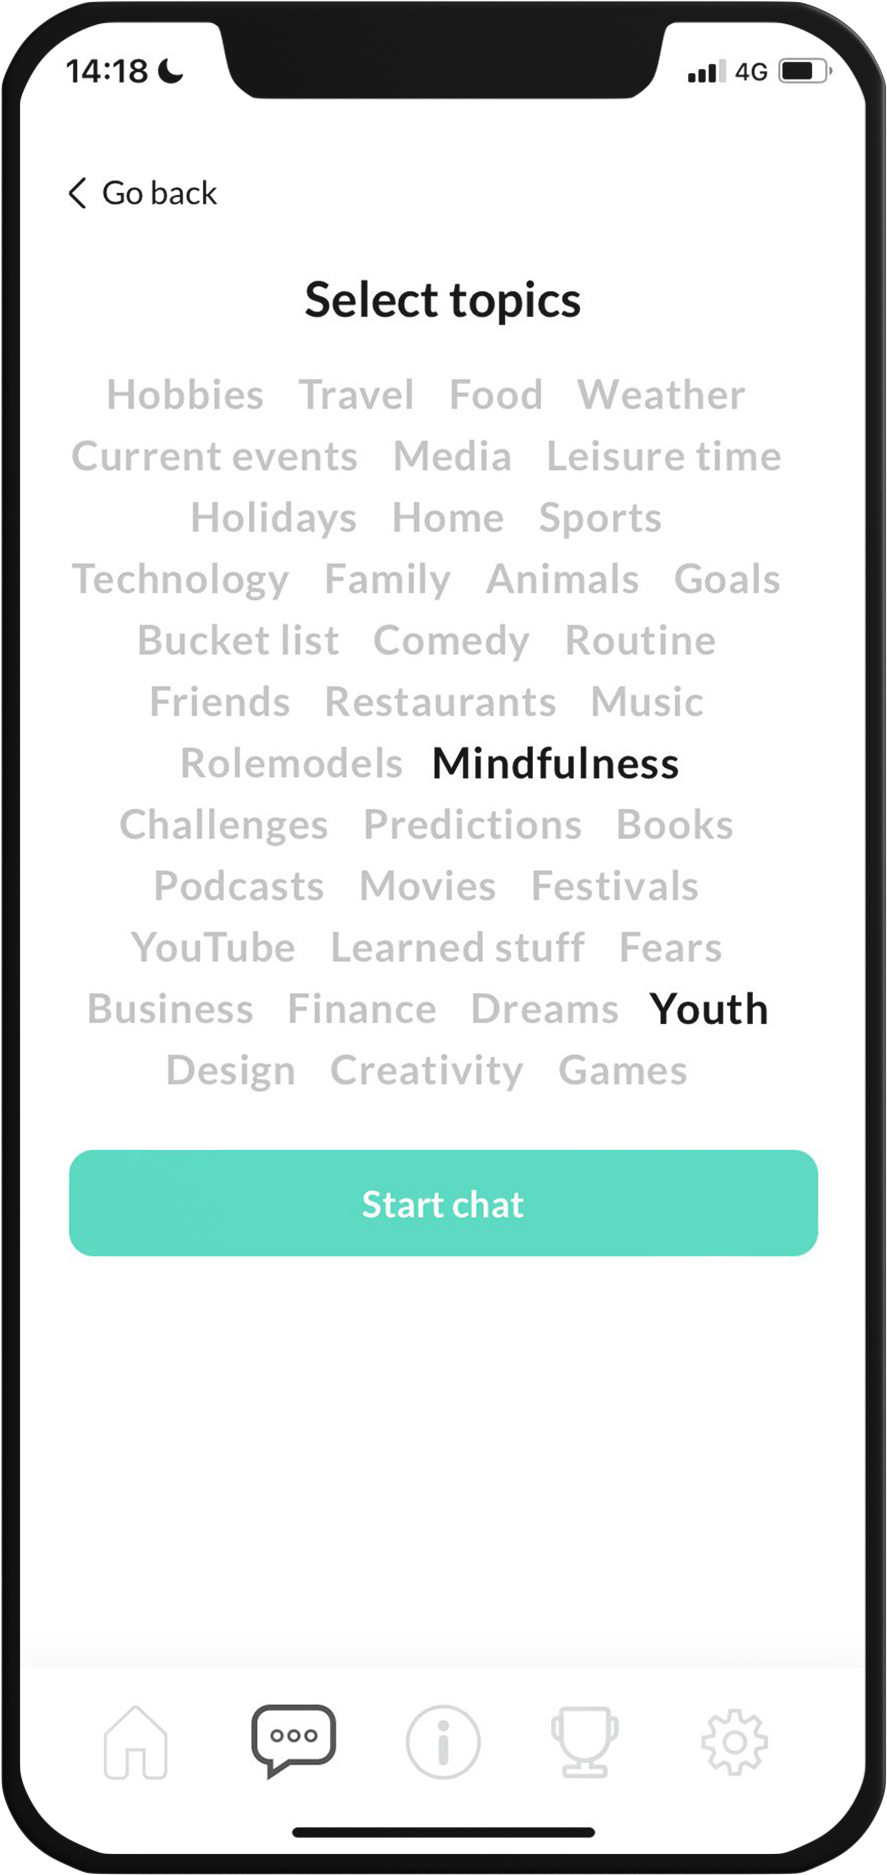 14:18 4G
Go back
Select topics
Hobbies Travel Food Weather
Current events Media Leisure time
Holidays Home Sports
Technology Family Animals Goals
Bucket list Comedy Routine
Friends Restaurants Music
Rolemodels Mindfulness
Challenges Predictions Books
Podcasts Movies Festivals
YouTube Learned stuff Fears
Business Finance Dreams Youth
Design Creativity Games
Start chat